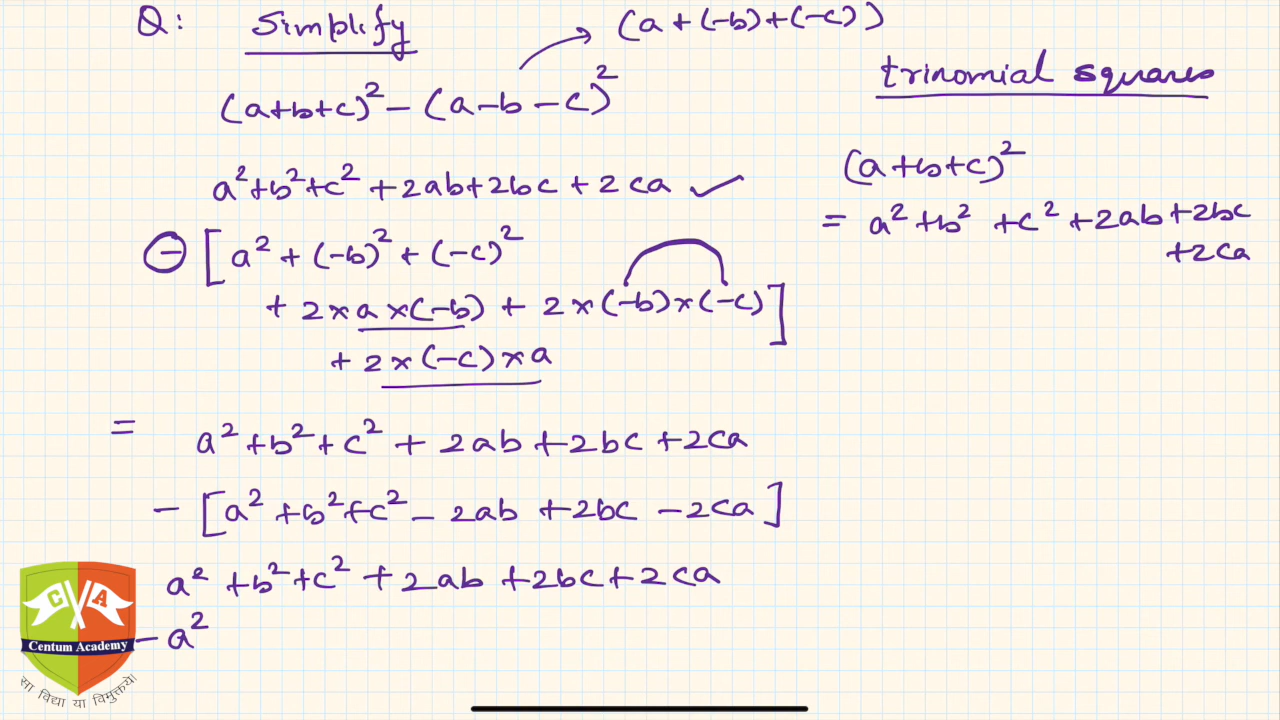 Q: Simplify
(a + (-b) + (-c))
trinomial squares
(a+b+c)² - (a - b - c)²
a² + b² + c² + 2ab + 2bc + 2ca ✓
- [a² + (-b)² + (-c)²
+ 2 × a × (-b) + 2 × (-b) × (-c)]
+ 2 × (-c) × a
= a² + b² + c² + 2ab + 2bc + 2ca
- [a² + b² + c² - 2ab + 2bc - 2ca]
a² + b² + c² + 2ab + 2bc + 2ca
- a²
(a+b+c)²
= a² + b² + c² + 2ab + 2bc
+ 2ca
C A
Centum Academy
सा विद्या या विमुक्तये